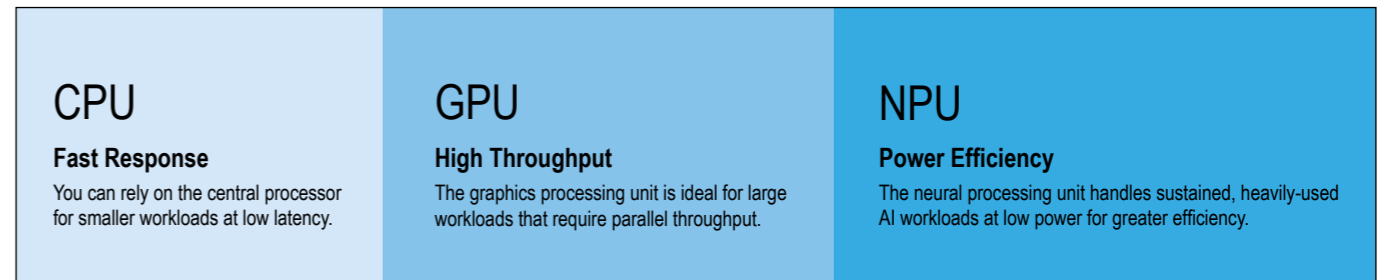 CPU
Fast Response
You can rely on the central processor
for smaller workloads at low latency.
GPU
High Throughput
The graphics processing unit is ideal for large
workloads that require parallel throughput.
NPU
Power Efficiency
The neural processing unit handles sustained, heavily-used
AI workloads at low power for greater efficiency.